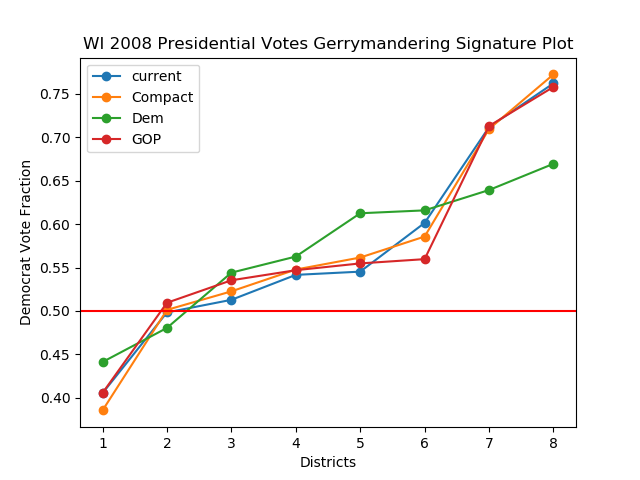 WI 2008 Presidential Votes Gerrymandering Signature Plot
current
Compact
Dem
GOP
0.75
0.70
0.65
0.60
0.55
0.50
0.45
0.40
Democrat Vote Fraction
1 2 3 4 5 6 7 8
Districts